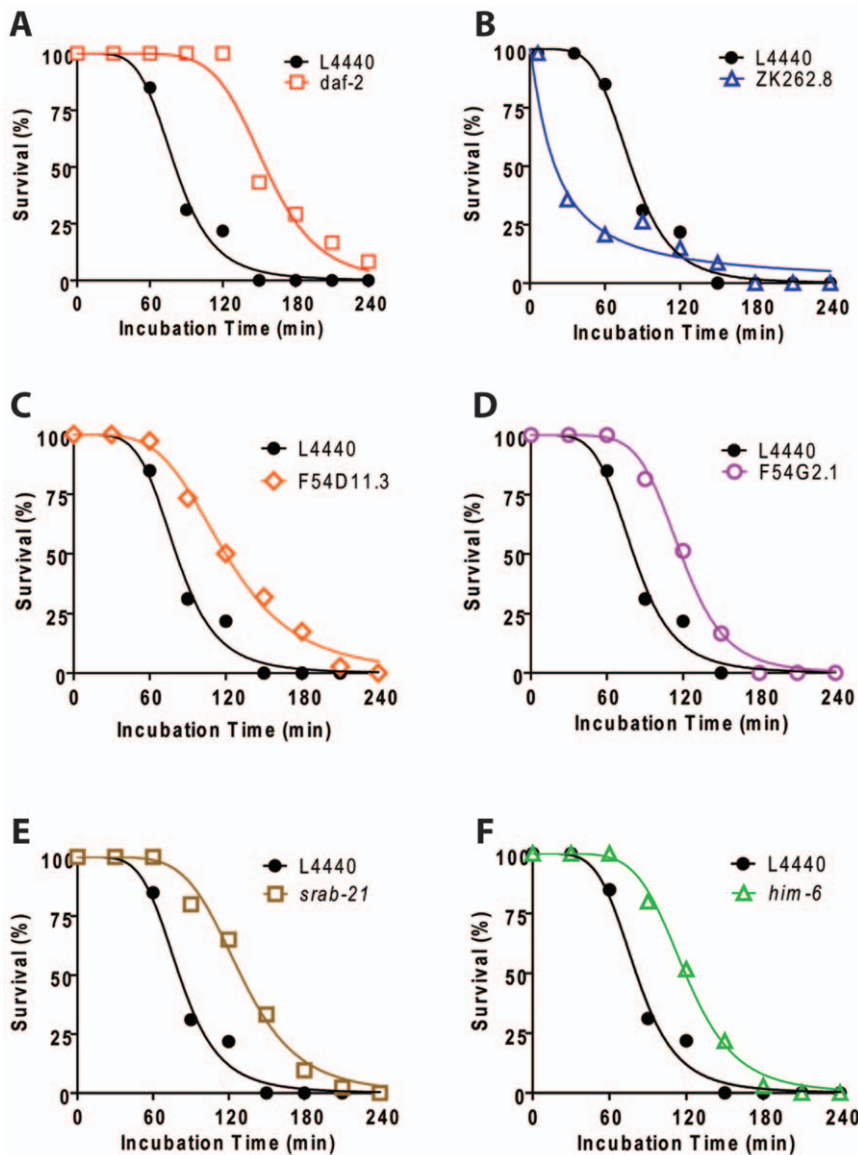 A
100
75
50
25
0
Survival (%)
L4440
daf-2
0 60 120 180 240
Incubation Time (min)
B
100
75
50
25
0
Survival (%)
L4440
ZK262.8
0 60 120 180 240
Incubation Time (min)
C
100
75
50
25
0
Survival (%)
L4440
F54D11.3
0 60 120 180 240
Incubation Time (min)
D
100
75
50
25
0
Survival (%)
L4440
F54G2.1
0 60 120 180 240
Incubation Time (min)
E
100
75
50
25
0
Survival (%)
L4440
srab-21
0 60 120 180 240
Incubation Time (min)
F
100
75
50
25
0
Survival (%)
L4440
him-6
0 60 120 180 240
Incubation Time (min)